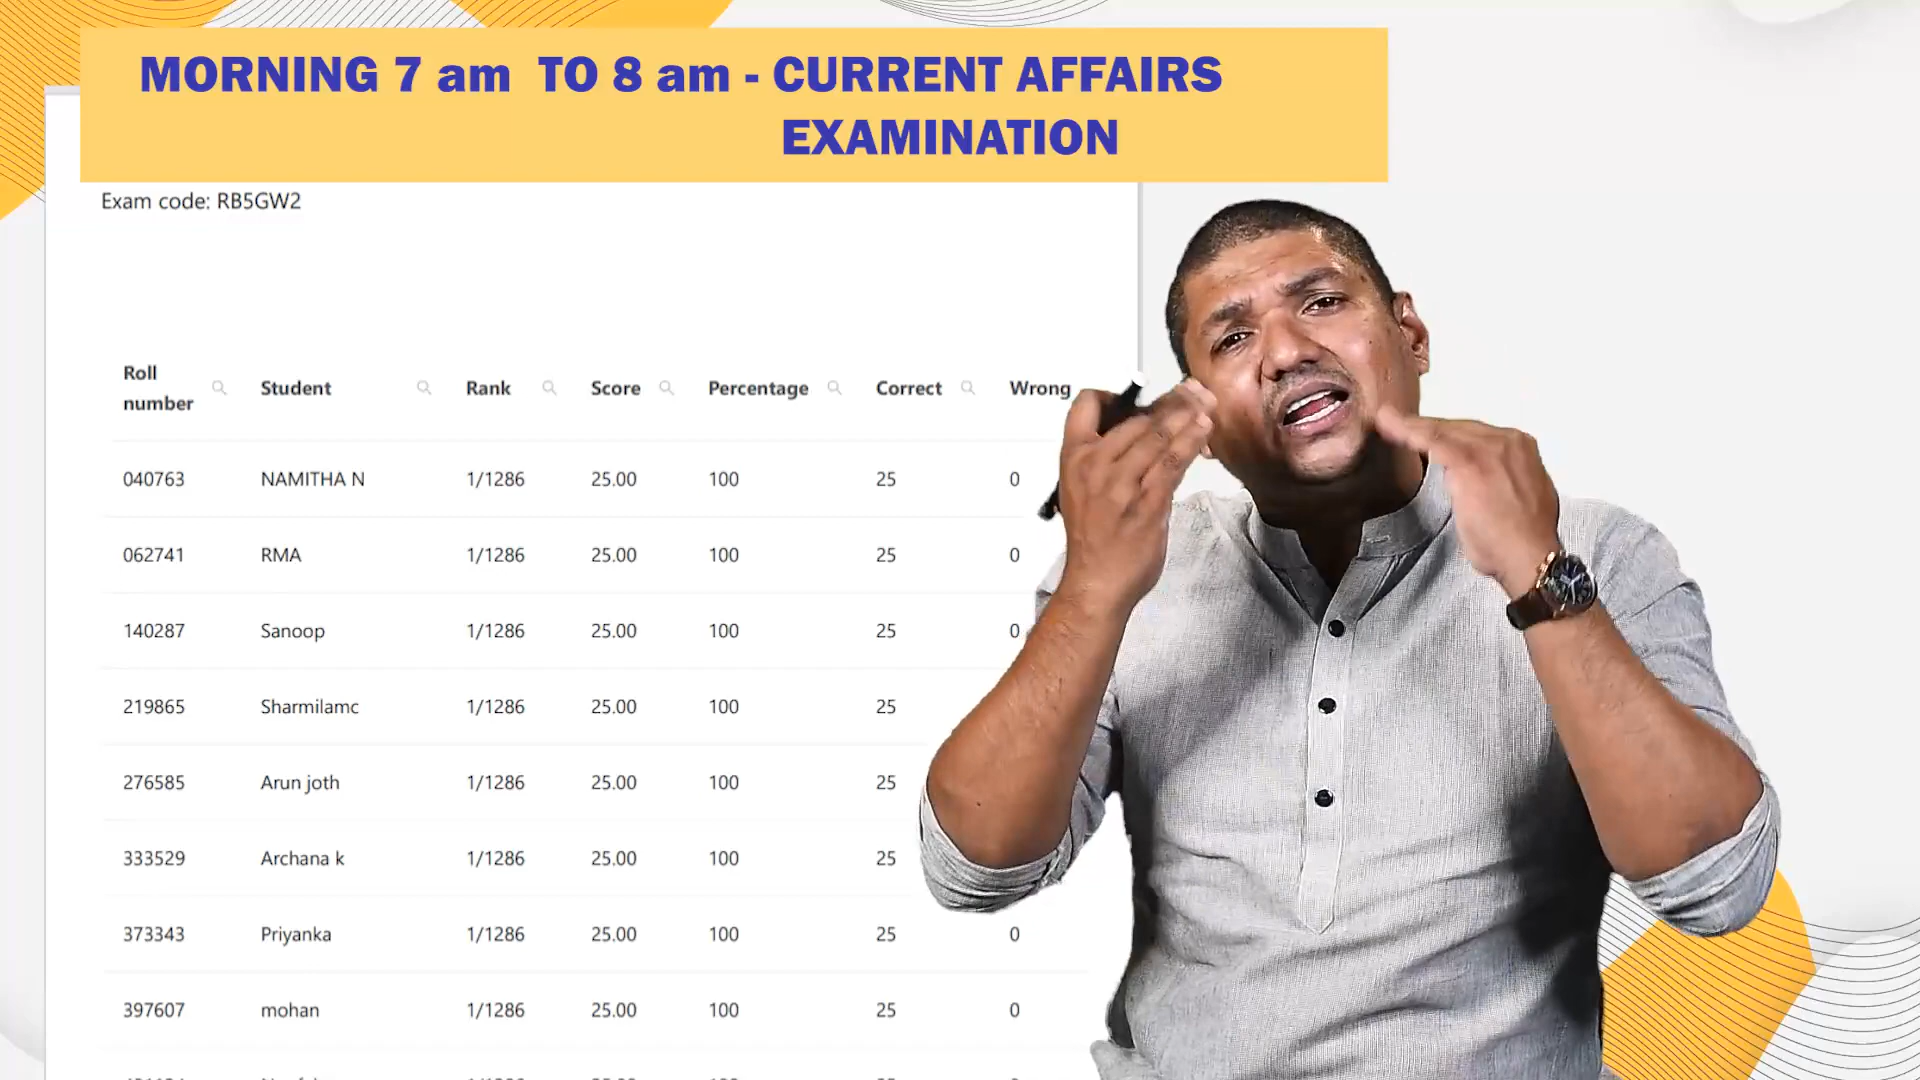 MORNING 7 am TO 8 am - CURRENT AFFAIRS
EXAMINATION
Exam code: RB5GW2
Roll number Student Rank Score Percentage Correct Wrong
040763 NAMITHA N 1/1286 25.00 100 25 0
062741 RMA 1/1286 25.00 100 25 0
140287 Sanoop 1/1286 25.00 100 25 0
219865 Sharmilamc 1/1286 25.00 100 25
276585 Arun joth 1/1286 25.00 100 25
333529 Archana k 1/1286 25.00 100 25
373343 Priyanka 1/1286 25.00 100 25 0
397607 mohan 1/1286 25.00 100 25 0